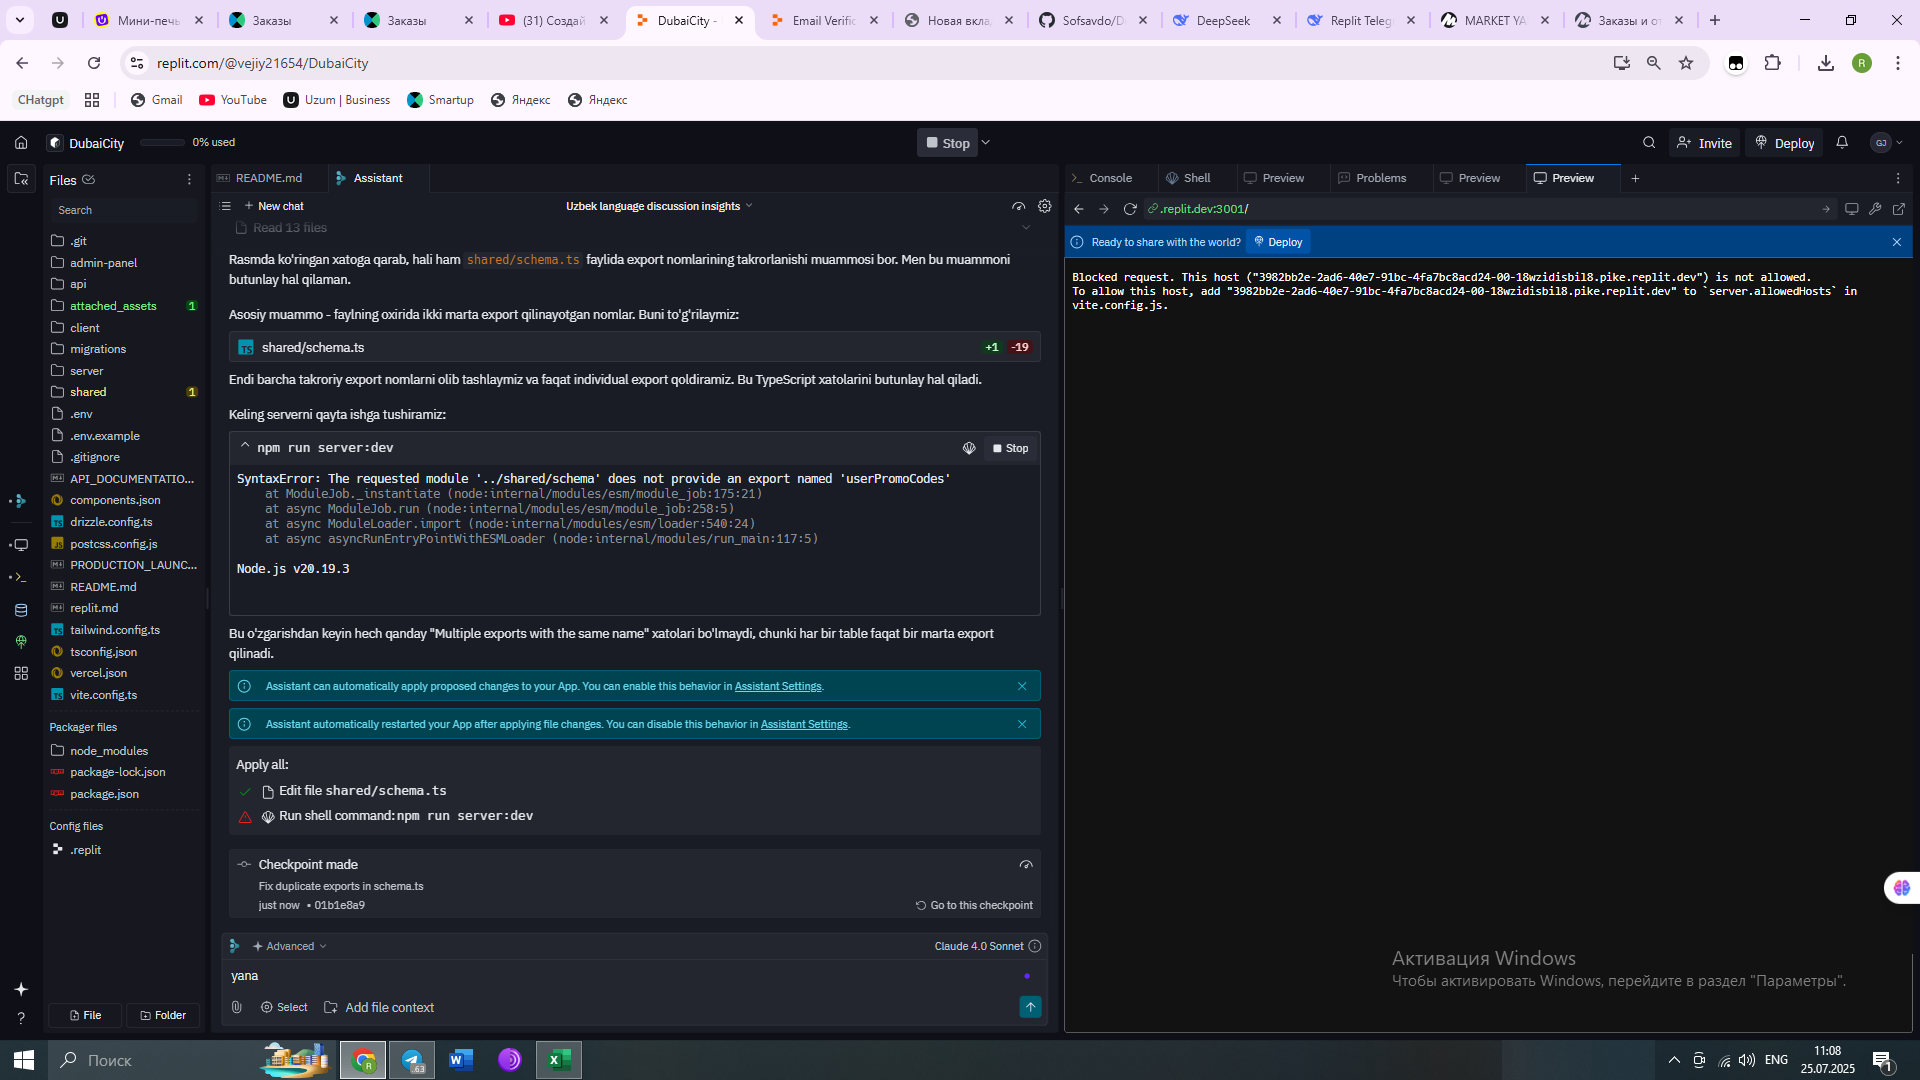 Мини-печь
Заказы
Заказы
(31) Создай
DubaiCity -
Email Verific
Новая вкла
Sofsavdo/D
DeepSeek
Replit Teleg
MARKET YA
Заказы и от
replit.com/@vejiy21654/DubaiCity
R
CHatgpt
Gmail
YouTube
Uzum | Business
Smartup
Яндекс
Яндекс
DubaiCity
0% used
Stop
Invite
Deploy
GJ
Files
README.md
Assistant
Console
Shell
Preview
Problems
Preview
Preview
Search
New chat
Uzbek language discussion insights
.replit.dev:3001/
Ready to share with the world?
Deploy
Blocked request. This host ("3982bb2e-2ad6-40e7-91bc-4fa7bc8acd24-00-18wzidisbil8.pike.replit.dev") is not allowed.
To allow this host, add "3982bb2e-2ad6-40e7-91bc-4fa7bc8acd24-00-18wzidisbil8.pike.replit.dev" to `server.allowedHosts` in
vite.config.js.
.git
admin-panel
api
attached_assets 1
client
migrations
server
shared 1
.env
.env.example
.gitignore
API_DOCUMENTATIO...
components.json
drizzle.config.ts
postcss.config.js
PRODUCTION_LAUNC...
README.md
replit.md
tailwind.config.ts
tsconfig.json
vercel.json
vite.config.ts
Packager files
node_modules
package-lock.json
package.json
Config files
.replit
File
Folder
Read 13 files
Rasmda ko'ringan xatoga qarab, hali ham shared/schema.ts faylida export nomlarining takrorlanishi muammosi bor. Men bu muammoni
butunlay hal qilaman.
Asosiy muammo - faylning oxirida ikki marta export qilinayotgan nomlar. Buni to'g'rilaymiz:
shared/schema.ts +1 -19
Endi barcha takroriy export nomlarni olib tashlaymiz va faqat individual export qoldiramiz. Bu TypeScript xatolarini butunlay hal qiladi.
Keling serverni qayta ishga tushiramiz:
npm run server:dev
Stop
SyntaxError: The requested module '../shared/schema' does not provide an export named 'userPromoCodes'
at ModuleJob._instantiate (node:internal/modules/esm/module_job:175:21)
at async ModuleJob.run (node:internal/modules/esm/module_job:258:5)
at async ModuleLoader.import (node:internal/modules/esm/loader:540:24)
at async asyncRunEntryPointWithESMLoader (node:internal/modules/run_main:117:5)
Node.js v20.19.3
Bu o'zgarishdan keyin hech qanday "Multiple exports with the same name" xatolari bo'lmaydi, chunki har bir table faqat bir marta export
qilinadi.
Assistant can automatically apply proposed changes to your App. You can enable this behavior in Assistant Settings.
Assistant automatically restarted your App after applying file changes. You can disable this behavior in Assistant Settings.
Apply all:
Edit file shared/schema.ts
Run shell command: npm run server:dev
Checkpoint made
Fix duplicate exports in schema.ts
just now • 01b1e8a9
Go to this checkpoint
Advanced
Claude 4.0 Sonnet
yana
Select
Add file context
Активация Windows
Чтобы активировать Windows, перейдите в раздел "Параметры".
Поиск
63
ENG
11:08
25.07.2025
1